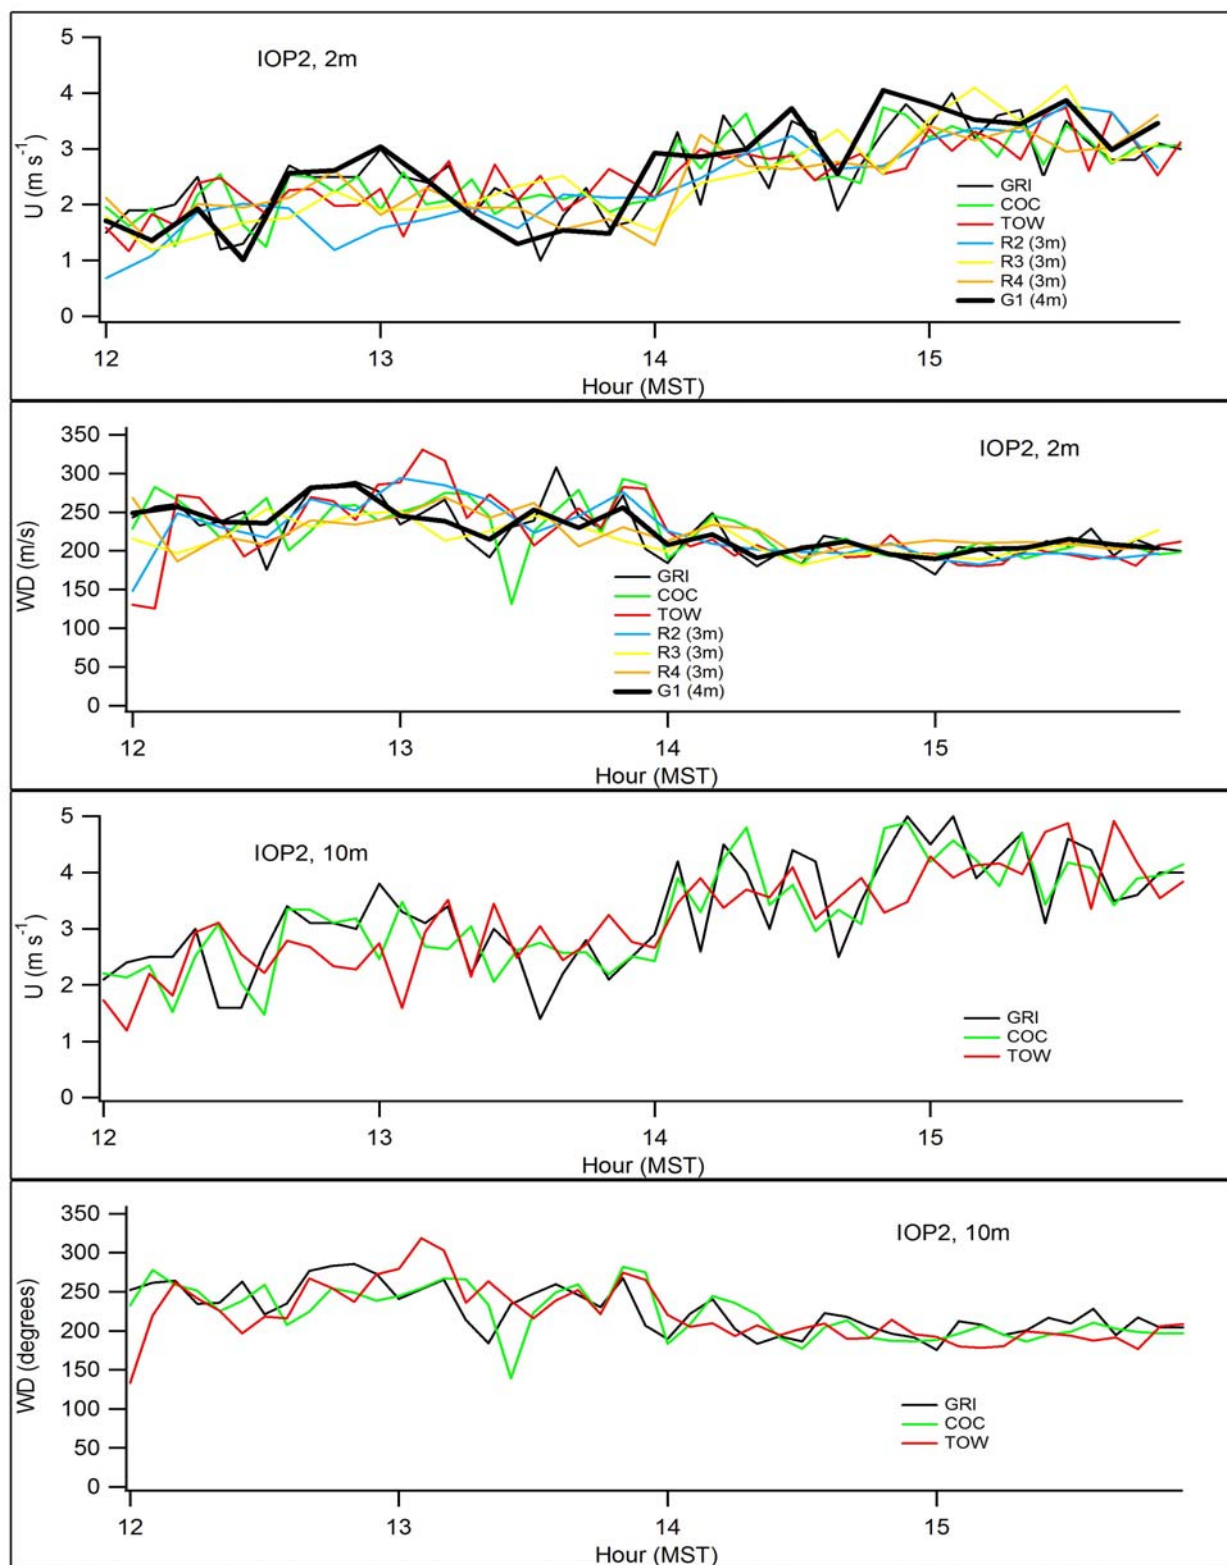 IOP2, 2m
U (m s⁻¹)
5
4
3
2
1
0
GRI
COC
TOW
R2 (3m)
R3 (3m)
R4 (3m)
G1 (4m)
12
13
14
15
Hour (MST)
IOP2, 2m
WD (m/s)
350
300
250
200
150
100
50
0
GRI
COC
TOW
R2 (3m)
R3 (3m)
R4 (3m)
G1 (4m)
12
13
14
15
Hour (MST)
IOP2, 10m
U (m s⁻¹)
5
4
3
2
1
0
GRI
COC
TOW
12
13
14
15
Hour (MST)
IOP2, 10m
WD (degrees)
350
300
250
200
150
100
50
0
GRI
COC
TOW
12
13
14
15
Hour (MST)